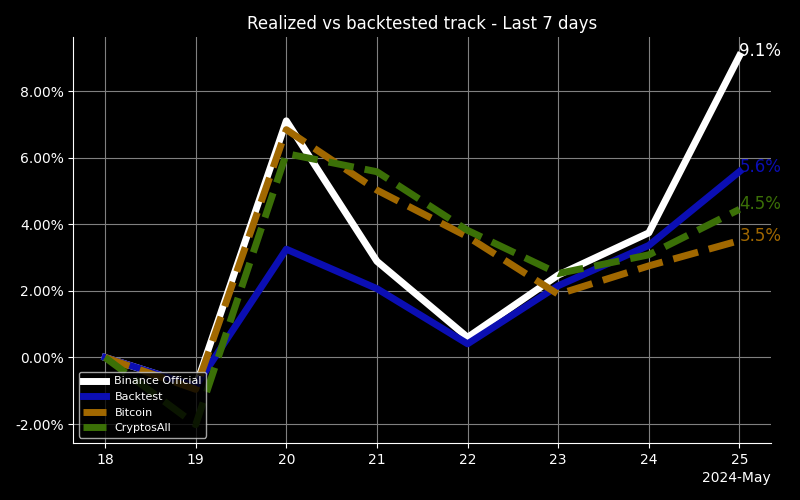 Realized vs backtested track - Last 7 days
9.1%
8.00%
6.00%
5.6%
4.5%
4.00%
3.5%
2.00%
0.00%
-2.00%
Binance Official
Backtest
Bitcoin
CryptosAll
18 19 20 21 22 23 24 25
2024-May